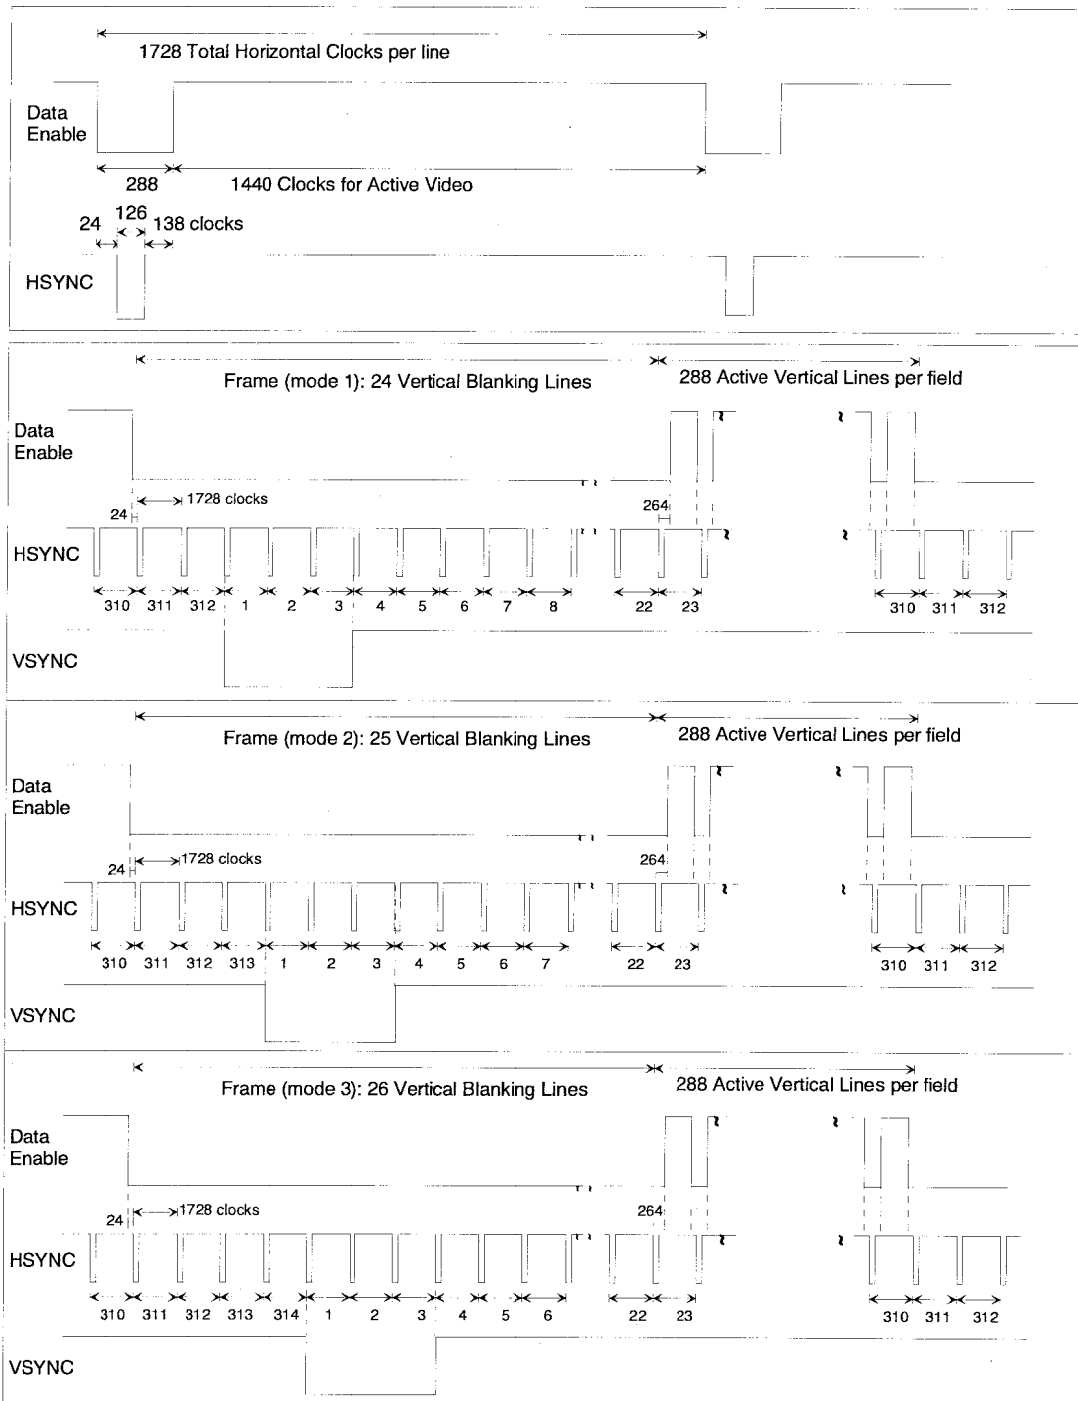 1728 Total Horizontal Clocks per line
Data
Enable
288
1440 Clocks for Active Video
126
24
138 clocks
HSYNC
Frame (mode 1): 24 Vertical Blanking Lines
288 Active Vertical Lines per field
Data
Enable
1728 clocks
24
264
HSYNC
310 311 312 1 2 3 4 5 6 7 8 22 23 310 311 312
VSYNC
Frame (mode 2): 25 Vertical Blanking Lines
288 Active Vertical Lines per field
Data
Enable
1728 clocks
24
264
HSYNC
310 311 312 313 1 2 3 4 5 6 7 22 23 310 311 312
VSYNC
Frame (mode 3): 26 Vertical Blanking Lines
288 Active Vertical Lines per field
Data
Enable
1728 clocks
24
264
HSYNC
310 311 312 313 314 1 2 3 4 5 6 22 23 310 311 312
VSYNC